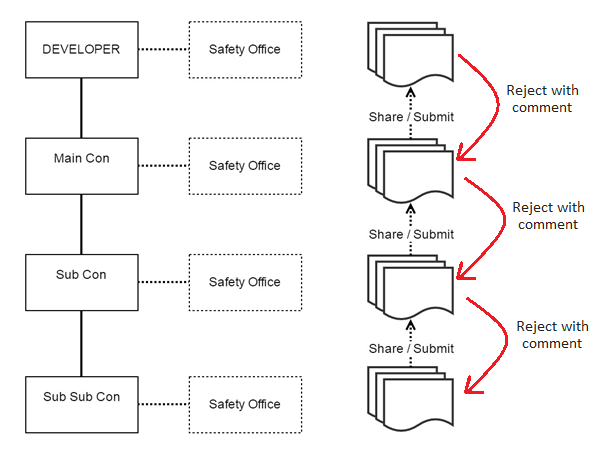 DEVELOPER
Safety Office
Reject with
comment
Share / Submit
Main Con
Safety Office
Reject with
comment
Share / Submit
Sub Con
Safety Office
Reject with
comment
Share / Submit
Sub Sub Con
Safety Office